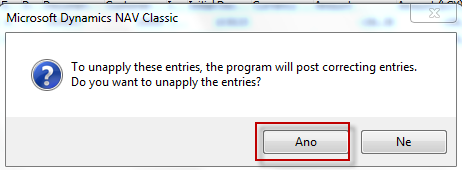 Microsoft Dynamics NAV Classic
To unapply these entries, the program will post correcting entries.
Do you want to unapply the entries?
Ano
Ne